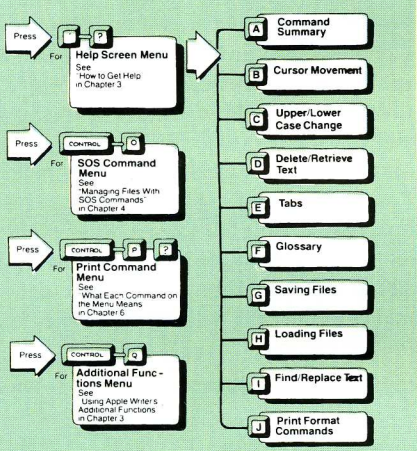 Press
' ?
For
Help Screen Menu
See
"How to Get Help"
in Chapter 3
Press
CONTROL O
For
SOS Command
Menu
See
"Managing Files With
SOS Commands"
in Chapter 4
Press
CONTROL P ?
For
Print Command
Menu
See
"What Each Command on
the Menu Means
in Chapter 6
Press
CONTROL Q
For
Additional Func-
tions Menu
See
"Using Apple Writer's
Additional Functions
in Chapter 3
A Command
Summary
B Cursor Movement
C Upper/Lower
Case Change
D Delete/Retrieve
Text
E Tabs
F Glossary
G Saving Files
H Loading Files
I Find/Replace Text
J Print Format
Commands